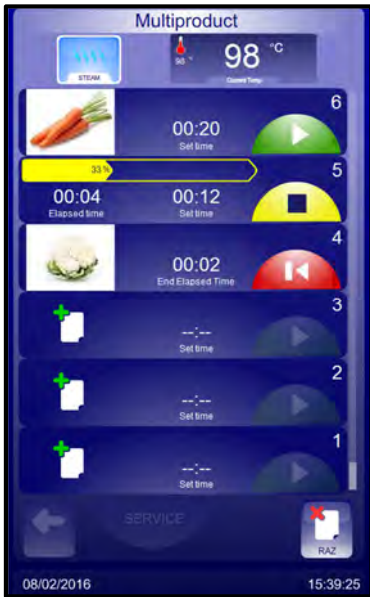 Multiproduct
STEAM
98 °
98 °C
Current Temp.
6
00:20
Set time
33%
5
00:04
00:12
Elapsed time
Set time
4
00:02
End Elapsed Time
3
--:--
Set time
2
--:--
Set time
1
--:--
Set time
SERVICE
RAZ
08/02/2016
15:39:25